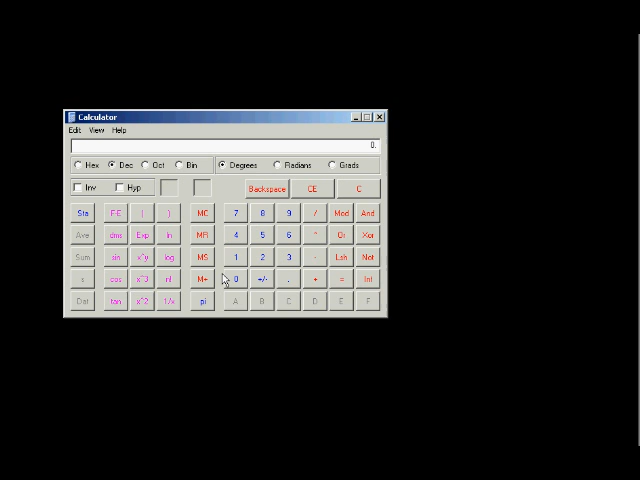 Calculator
Edit View Help
0.
Hex Dec Oct Bin Degrees Radians Grads
Inv Hyp Backspace CE C
Sta F-E ( ) MC 7 8 9 / Mod And
Ave dms Exp ln MR 4 5 6 * Or Xor
Sum sin x^y log MS 1 2 3 - Lsh Not
s cos x^3 n! M+ 0 +/- . + = Int
Dat tan x^2 1/x pi A B C D E F